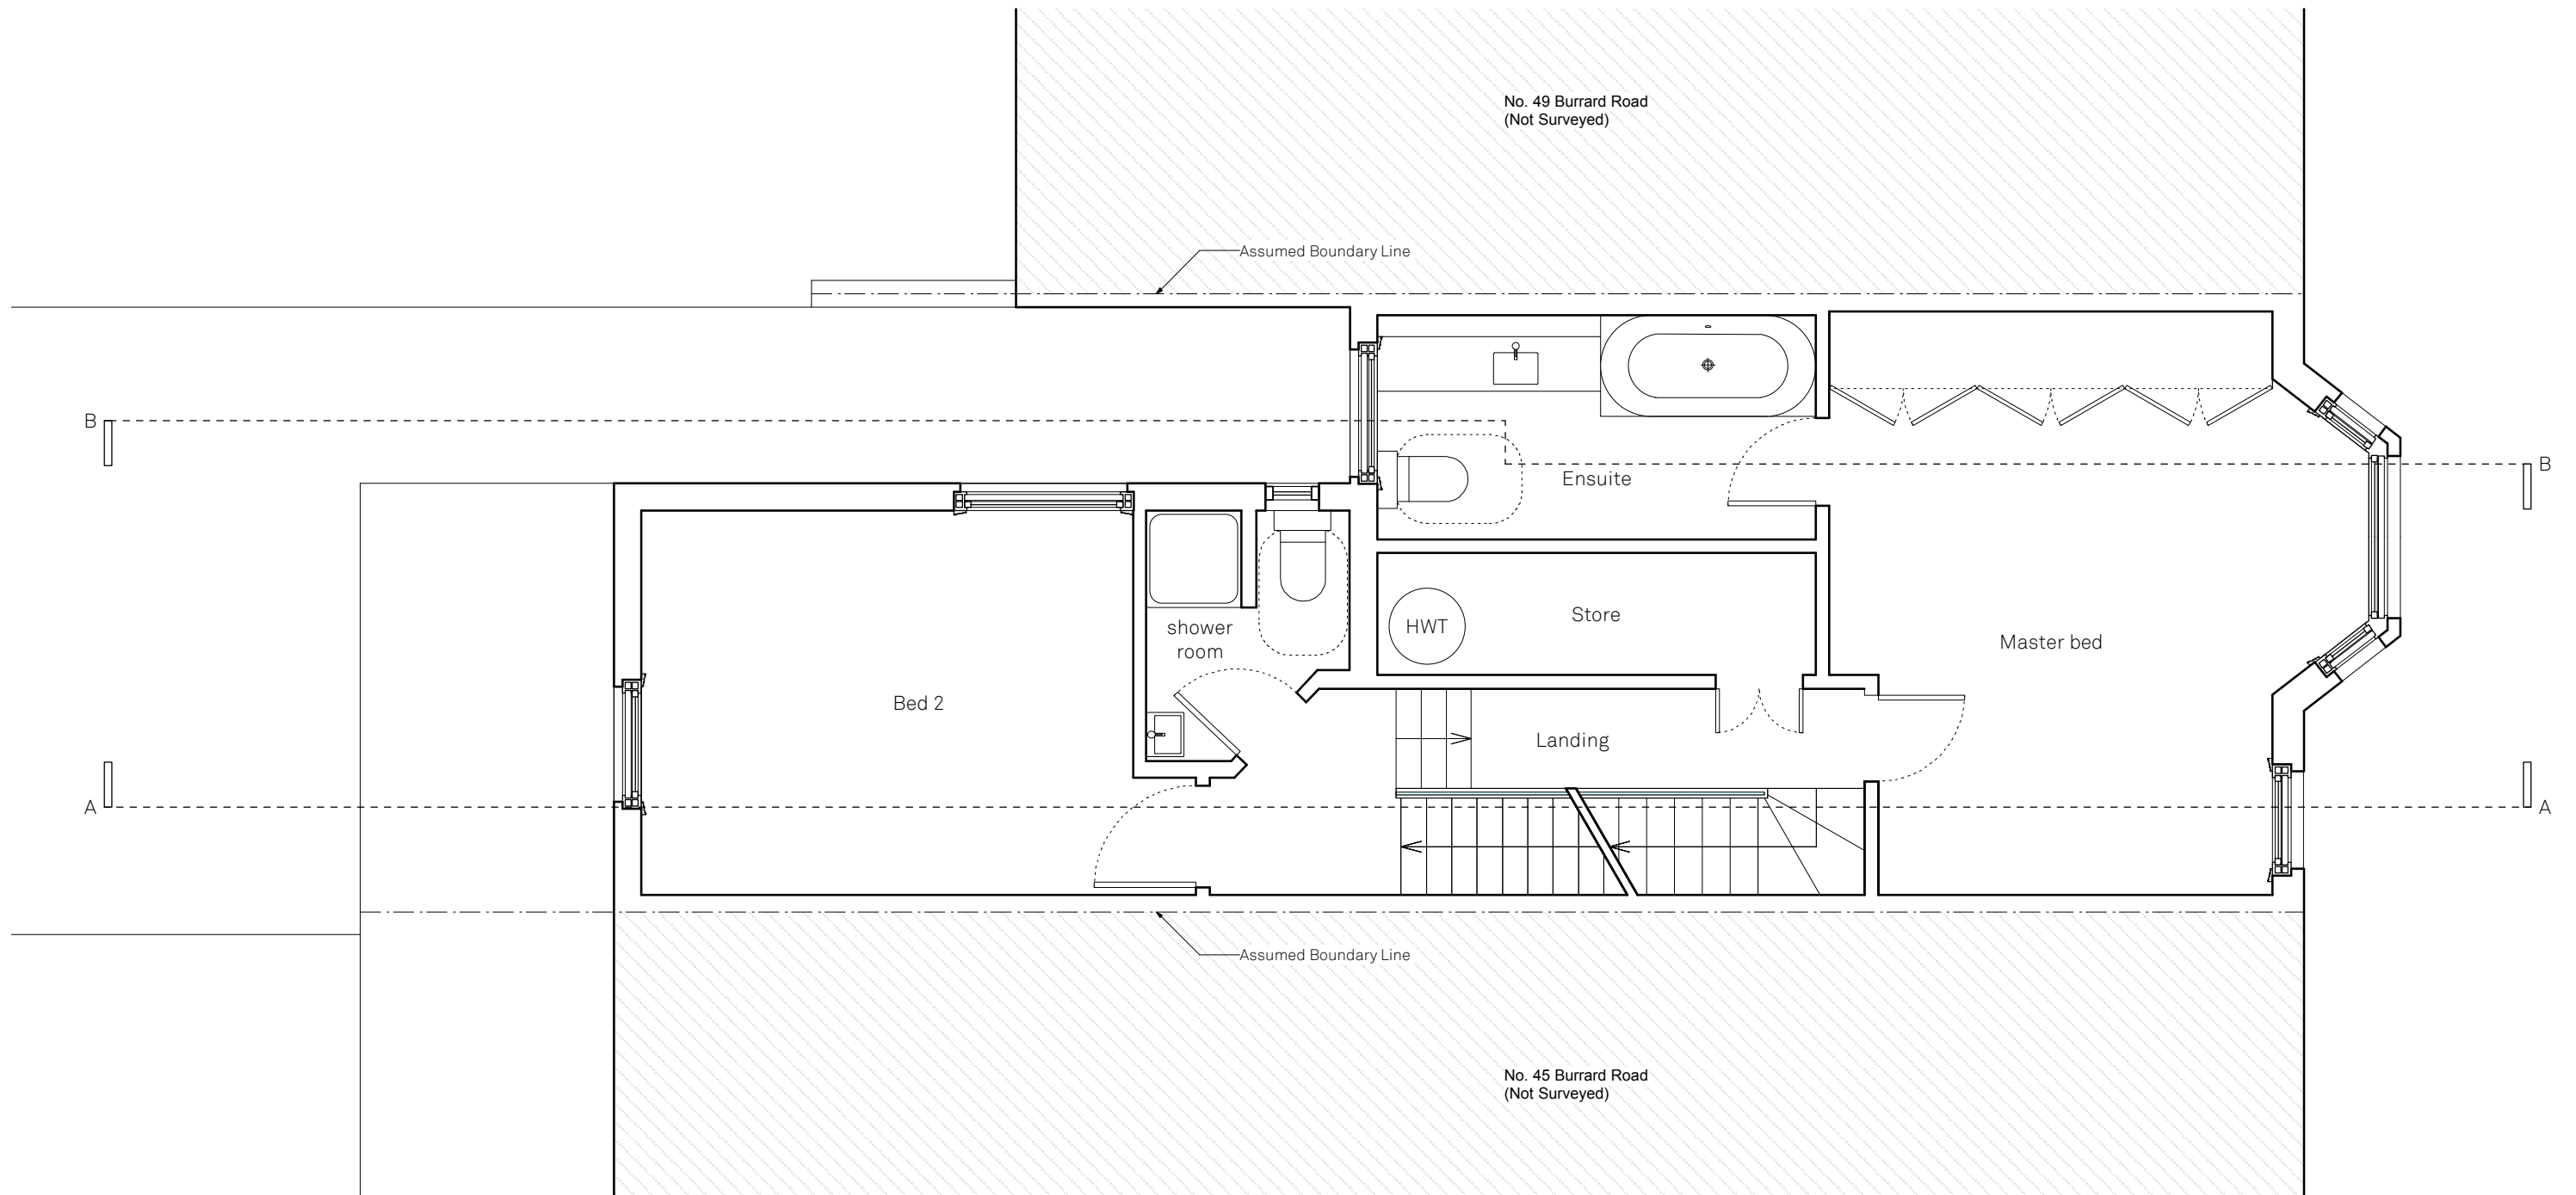 No. 49 Burrard Road
(Not Surveyed)
Assumed Boundary Line
B
B
Ensuite
Store
HWT
shower
room
Master bed
Bed 2
Landing
A
A
Assumed Boundary Line
No. 45 Burrard Road
(Not Surveyed)